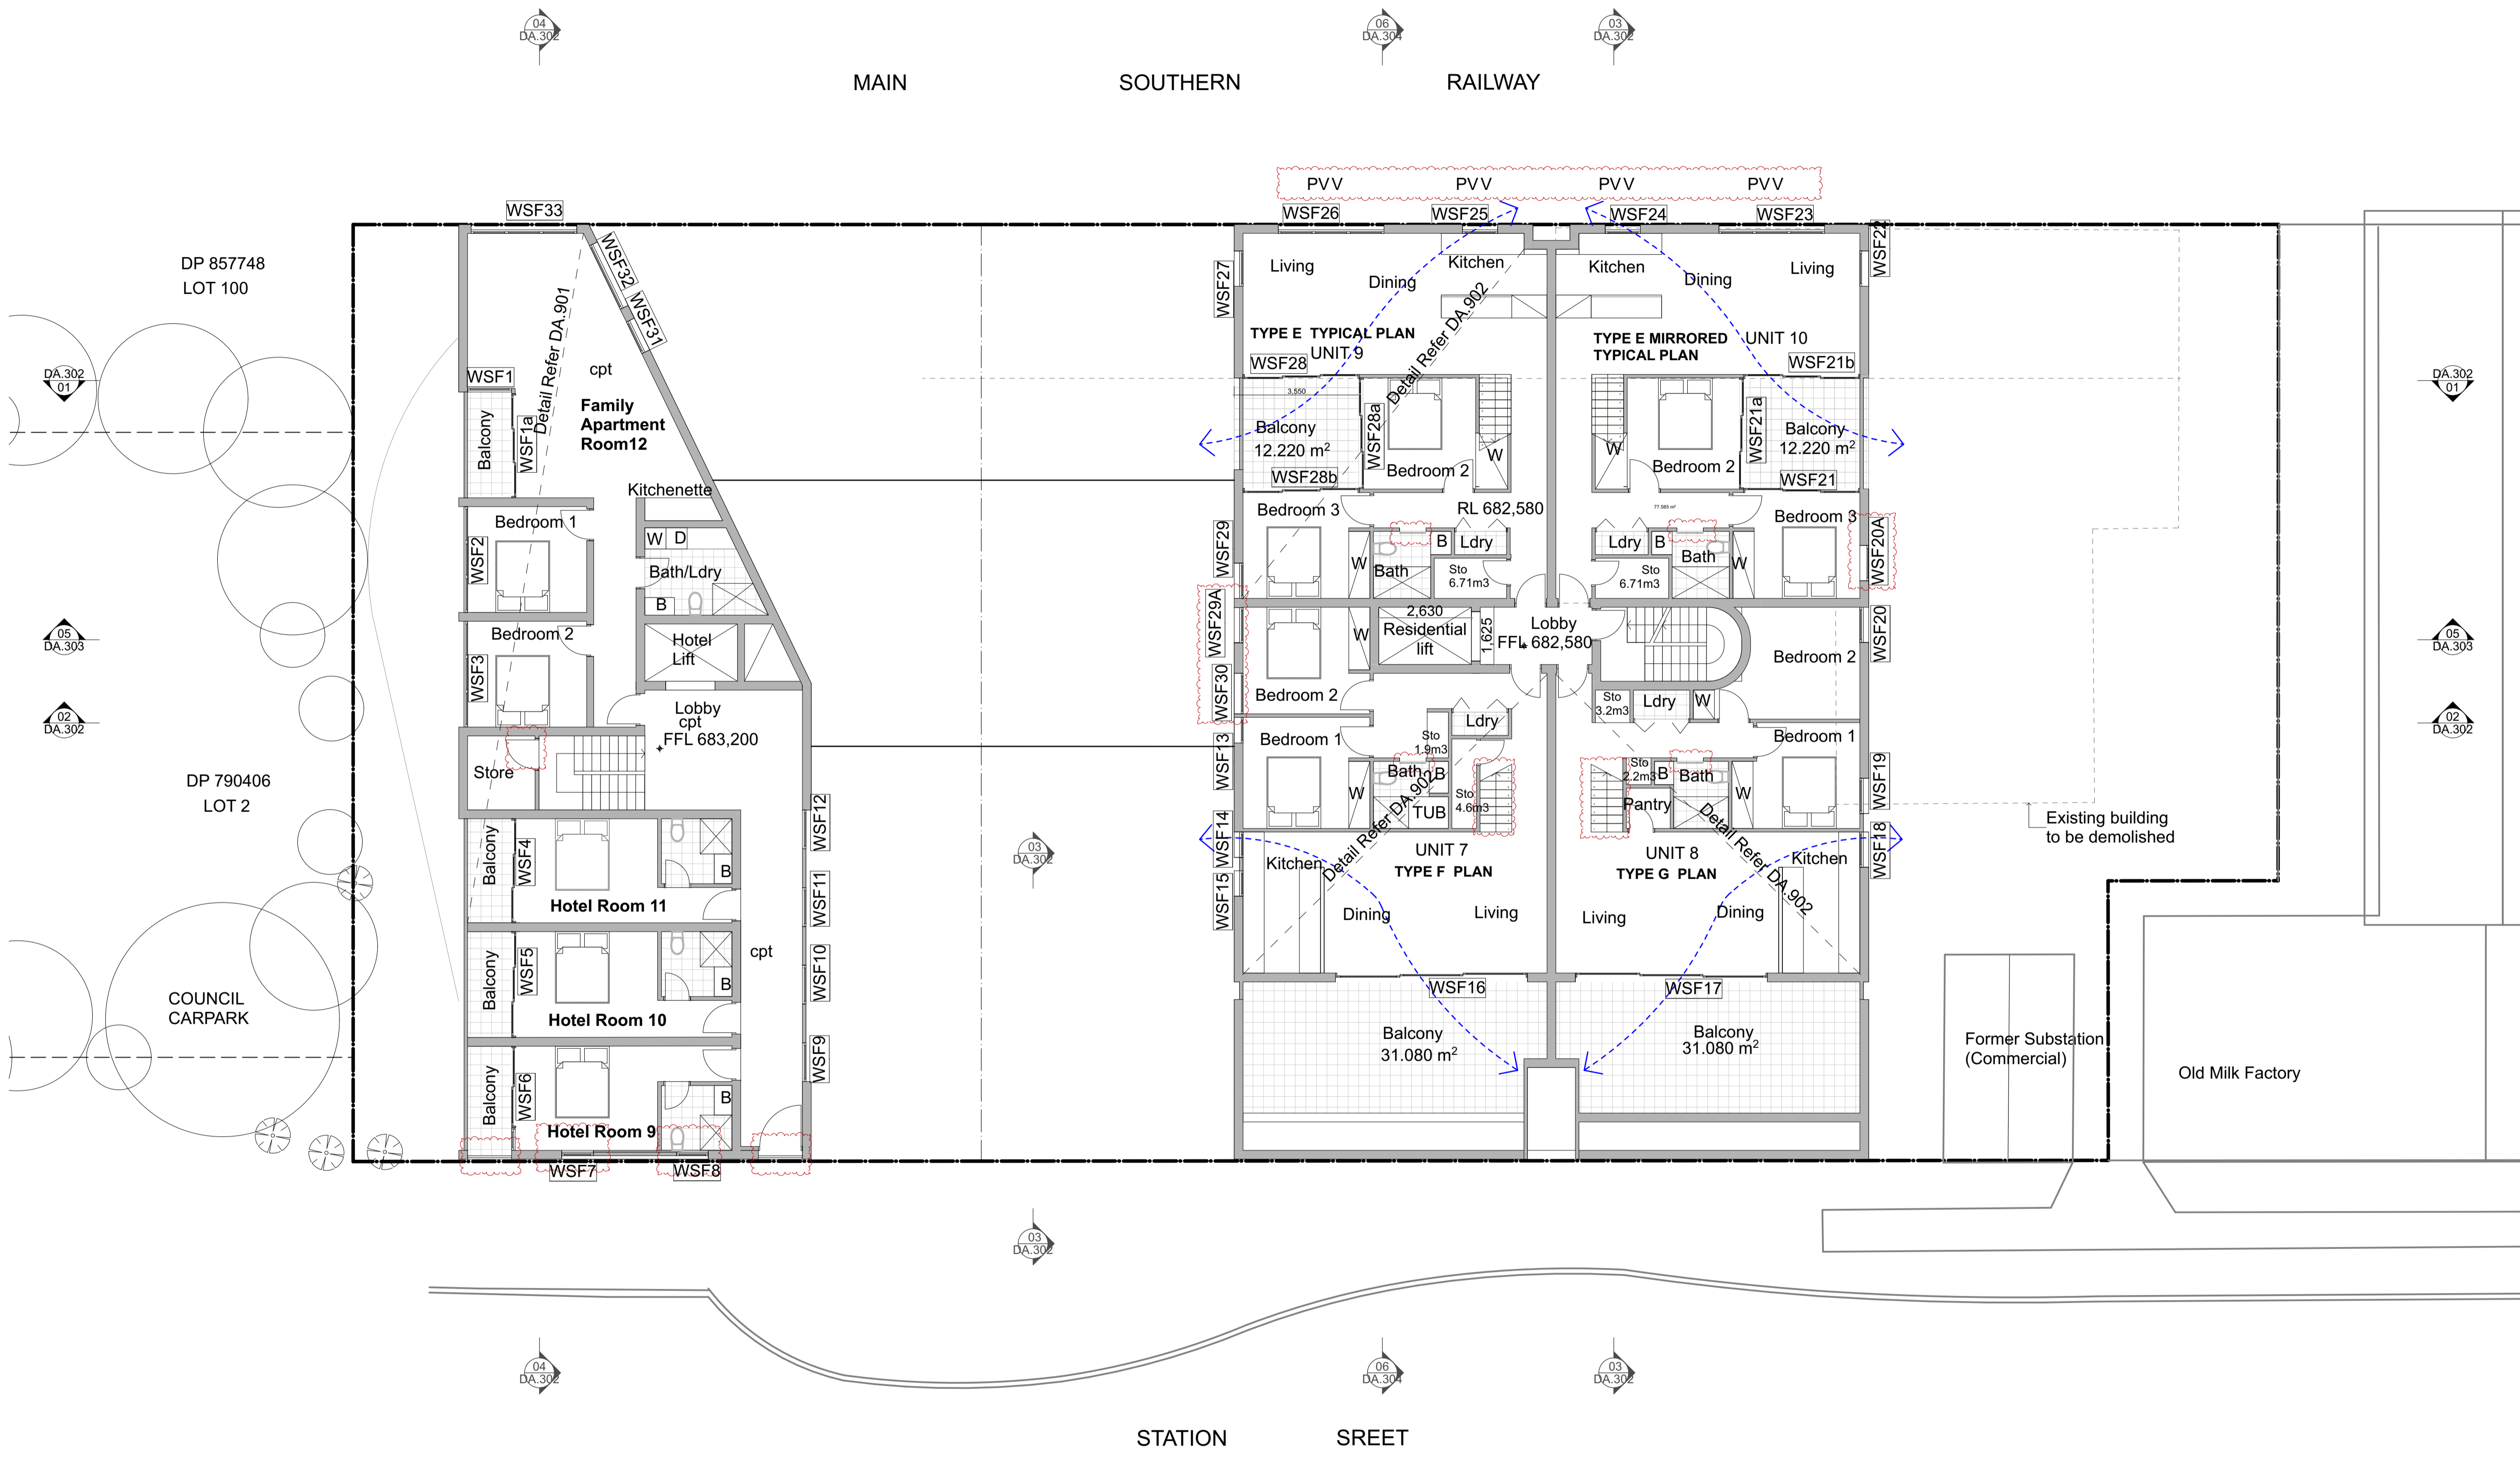 04
DA.302
06
DA.304
03
DA.302
MAIN SOUTHERN RAILWAY
PVV PVV PVV PVV
WSF33
WSF26
WSF25
WSF24
WSF23
WSF22
WSF32
WSF31
WSF27
DP 857748
LOT 100
Detail Refer DA.901
cpt
Family
Apartment
Room12
WSF1
WSF1a
Balcony
Kitchenette
Living
Dining
Kitchen
Kitchen
Dining
Living
Detail Refer DA.902
TYPE E TYPICAL PLAN
UNIT 9
TYPE E MIRRORED
TYPICAL PLAN
UNIT 10
WSF28
WSF21b
3,550
Balcony
12.220 m²
WSF28a
WSF28b
Bedroom 2
W
W
Bedroom 2
WSF21a
Balcony
12.220 m²
WSF21
DA.302
01
DA.302
01
Bedroom 1
WSF2
W
D
Bath/Ldry
B
Bedroom 2
WSF3
Hotel
Lift
Lobby
cpt
FFL 683,200
Store
Bedroom 3
RL 682,580
77.585 m²
Bedroom 3
WSF29
WSF20A
W
Bath
B
Ldry
Sto
6.71m3
Ldry
B
Sto
6.71m3
Bath
W
WSF29A
WSF30
W
2,630
Residential
lift
1,625
Lobby
FFL 682,580
Bedroom 2
Bedroom 2
WSF20
05
DA.303
02
DA.302
05
DA.303
02
DA.302
Sto
3.2m3
Ldry
W
Ldry
Bedroom 1
WSF13
Sto
1.9m3
Bath
B
W
TUB
Sto
4.6m3
Sto
2.2m3
B
Bath
W
Pantry
Bedroom 1
WSF19
DP 790406
LOT 2
WSF12
WSF11
WSF10
WSF9
WSF14
WSF15
WSF18
Existing building
to be demolished
Balcony
WSF4
B
Hotel Room 11
Balcony
WSF5
B
Hotel Room 10
cpt
Balcony
WSF6
B
Hotel Room 9
WSF7
WSF8
03
DA.302
Kitchen
Detail Refer DA.902
UNIT 7
TYPE F PLAN
Dining
Living
UNIT 8
TYPE G PLAN
Detail Refer DA.902
Kitchen
Living
Dining
WSF16
WSF17
Balcony
31.080 m²
Balcony
31.080 m²
COUNCIL
CARPARK
Former Substation
(Commercial)
Old Milk Factory
03
DA.302
04
DA.302
06
DA.304
03
DA.302
STATION SREET